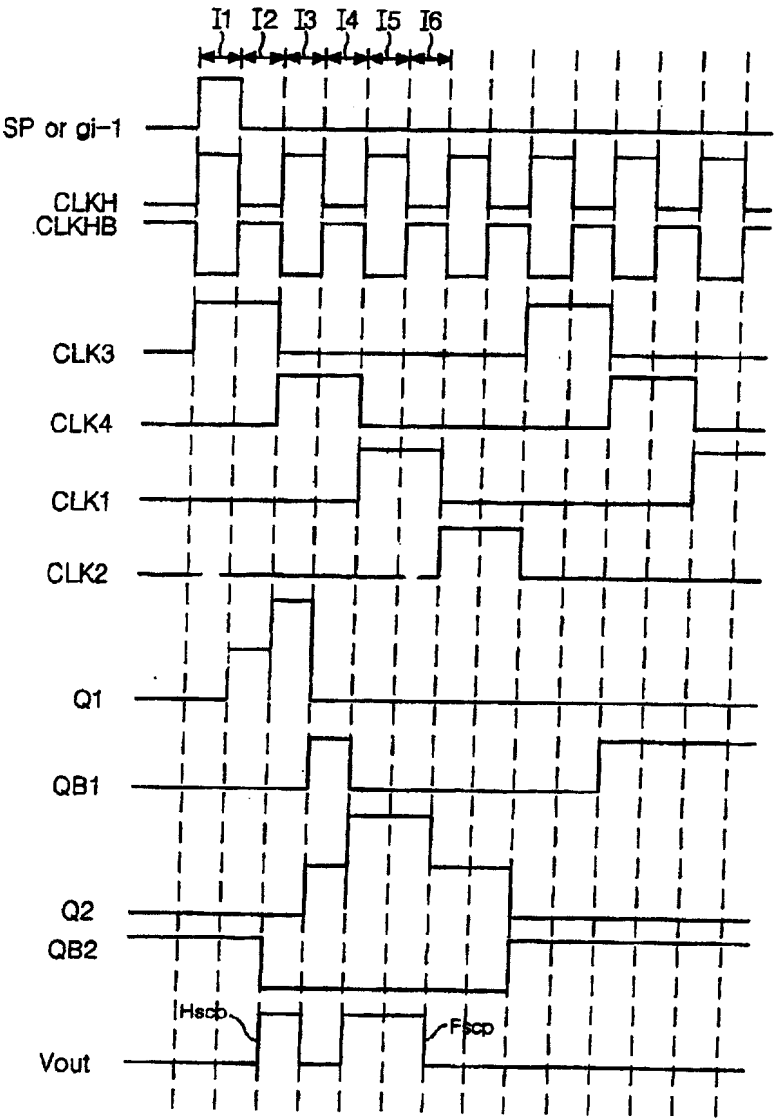 I1 I2 I3 I4 I5 I6
SP or gi-1
CLKH
CLKHB
CLK3
CLK4
CLK1
CLK2
Q1
QB1
Q2
QB2
Hscp
Fscp
Vout